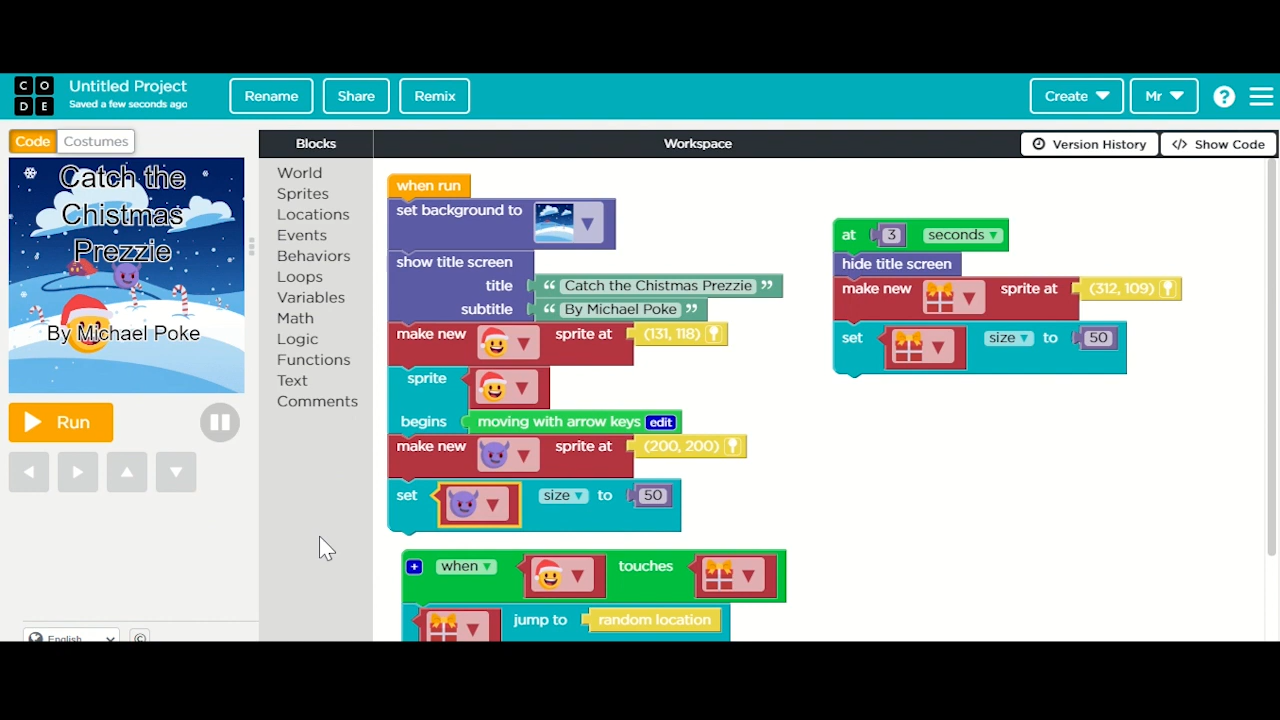 CODE
Untitled Project
Saved a few seconds ago
Rename
Share
Remix
Create
Mr
?
Code
Costumes
Blocks
Workspace
Version History
</> Show Code
Catch the
Chistmas
Prezzie
By Michael Poke
Run
English
World
Sprites
Locations
Events
Behaviors
Loops
Variables
Math
Logic
Functions
Text
Comments
when run
set background to
show title screen
title “ Catch the Chistmas Prezzie ”
subtitle “ By Michael Poke ”
make new sprite at (131, 118)
sprite
begins moving with arrow keys edit
make new sprite at (200, 200)
set size to 50
+ when touches
jump to random location
at 3 seconds
hide title screen
make new sprite at (312, 109)
set size to 50